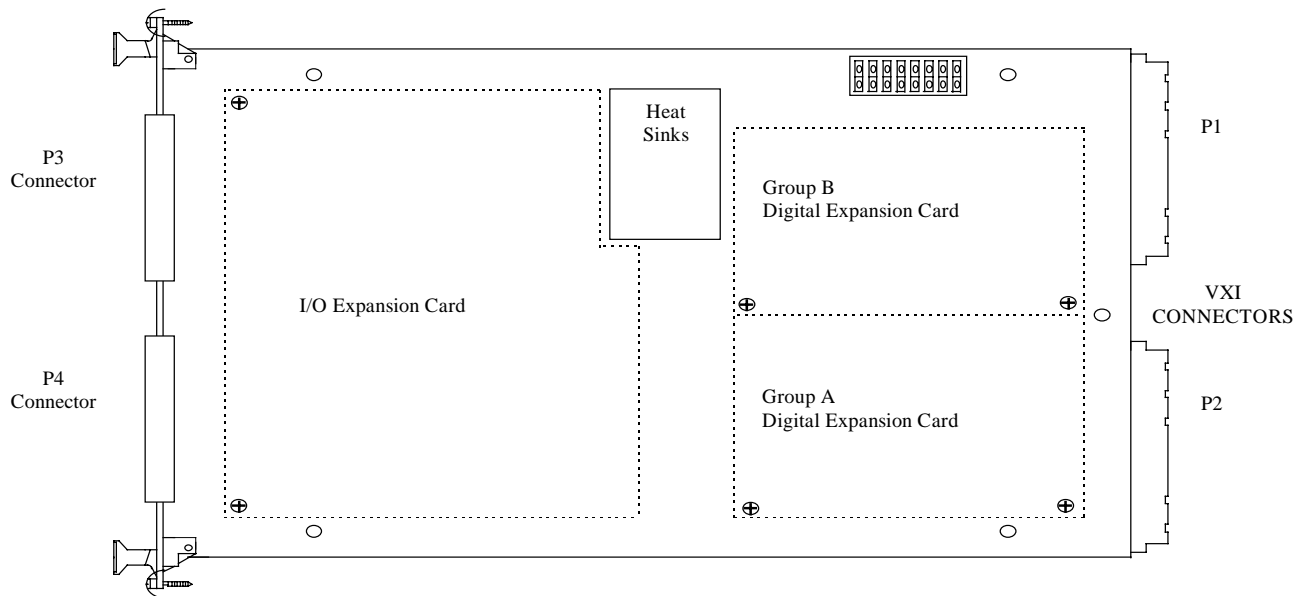 Heat
Sinks
P1
P3
Connector
Group B
Digital Expansion Card
I/O Expansion Card
VXI
CONNECTORS
P4
Connector
Group A
Digital Expansion Card
P2